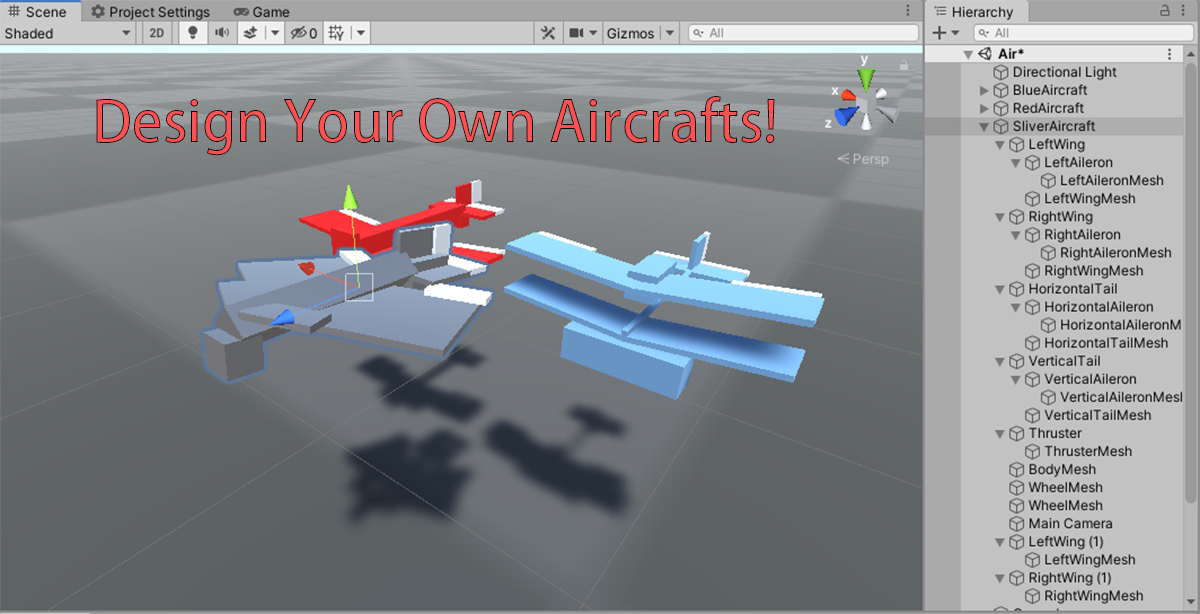 Scene Project Settings Game
Shaded 2D 0 Gizmos All
Design Your Own Aircrafts!
y
x
z
Persp
Hierarchy
All
Air*
Directional Light
BlueAircraft
RedAircraft
SliverAircraft
LeftWing
LeftAileron
LeftAileronMesh
LeftWingMesh
RightWing
RightAileron
RightAileronMesh
RightWingMesh
HorizontalTail
HorizontalAileron
HorizontalAileronM
HorizontalTailMesh
VerticalTail
VerticalAileron
VerticalAileronMesl
VerticalTailMesh
Thruster
ThrusterMesh
BodyMesh
WheelMesh
WheelMesh
Main Camera
LeftWing (1)
LeftWingMesh
RightWing (1)
RightWingMesh